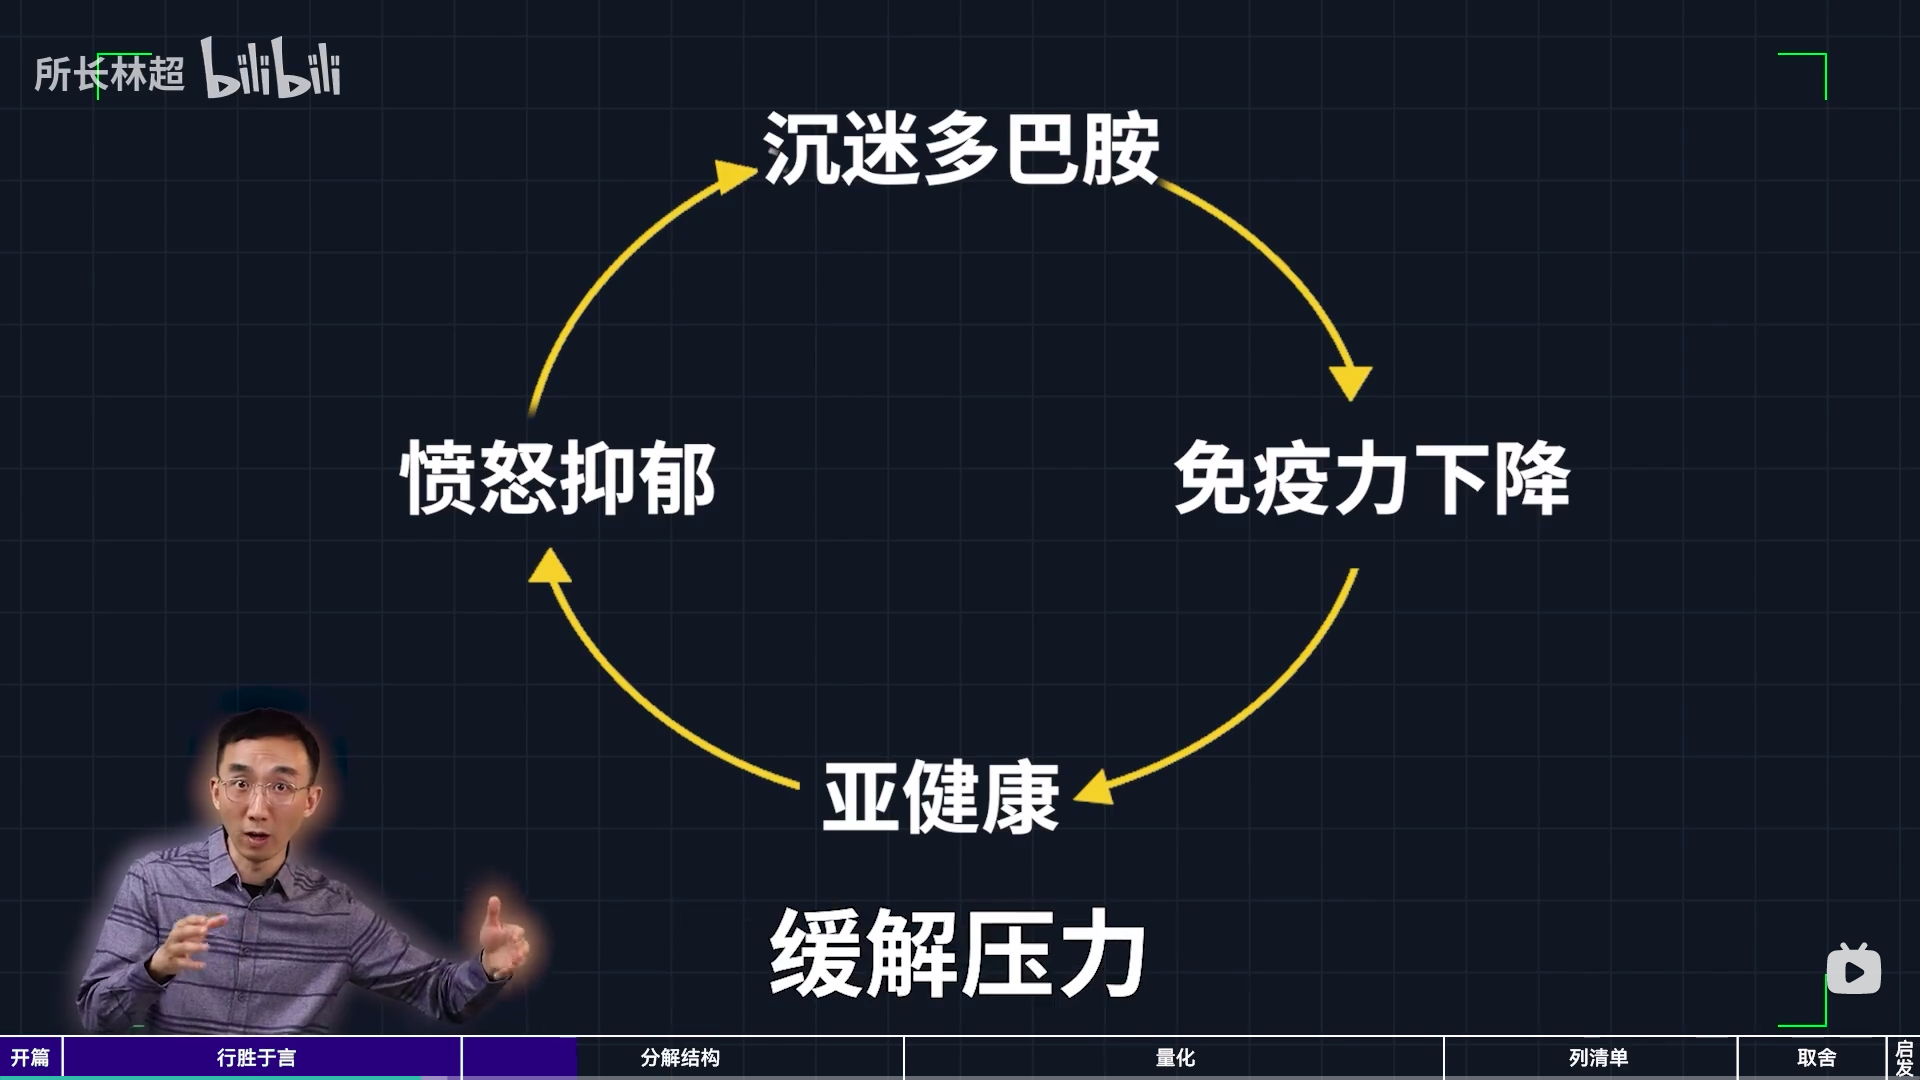 所长林超 bilibili
沉迷多巴胺
愤怒抑郁
免疫力下降
亚健康
缓解压力
开篇
行胜于言
分解结构
量化
列清单
取舍
启发